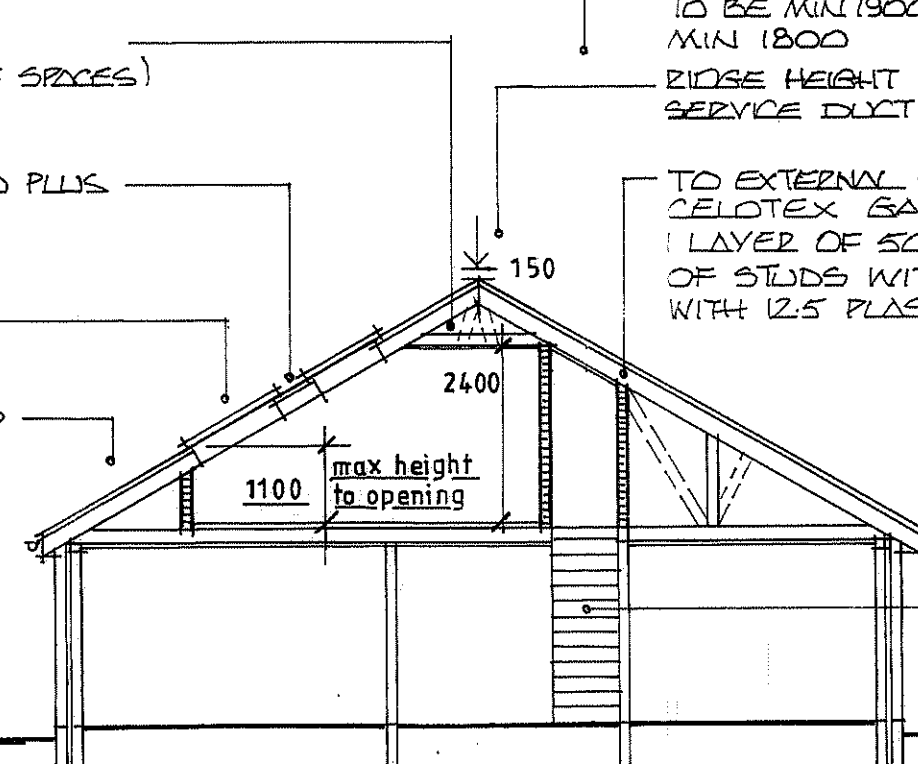 SPACES)
PLUS
TO BE MIN 1900
MIN 1800
RIDGE HEIGHT
SERVICE DUCT
TO EXTERNAL
CELOTEX GA
1 LAYER OF 50
OF STUDS WIT
WITH 12.5 PLAS
150
2400
1100
max height
to opening